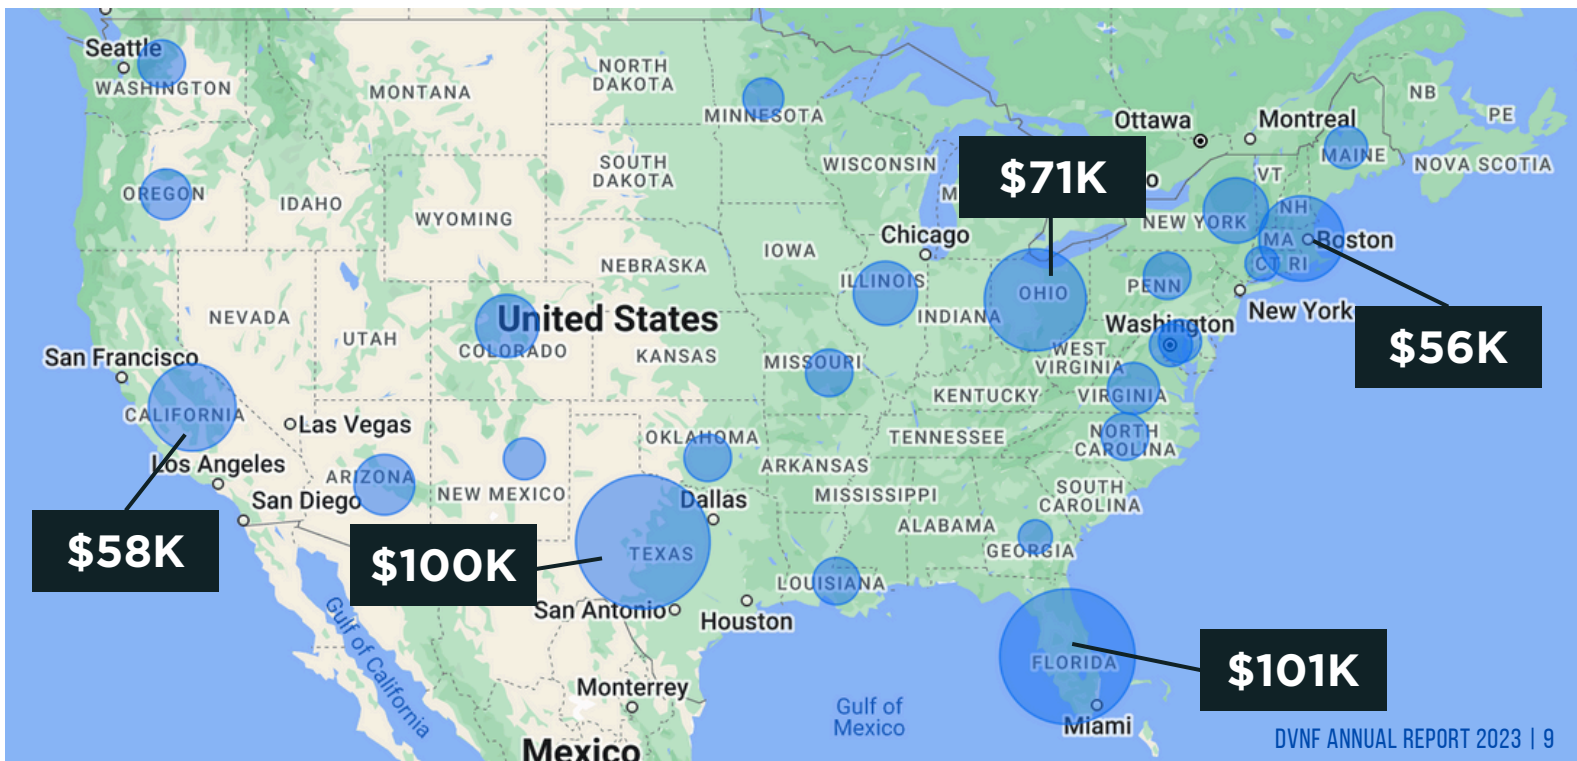 Seattle
WASHINGTON
MONTANA
NORTH
DAKOTA
MINNESOTA
Ottawa
Montreal
NB
PE
MAINE
NOVA SCOTIA
OREGON
IDAHO
SOUTH
DAKOTA
WISCONSIN
M
$71K
o
VT
NH
WYOMING
NEW YORK
IOWA
Chicago
MA
Boston
NEBRASKA
ILLINOIS
OHIO
PENN
CT RI
NEVADA
United States
INDIANA
Washington
New York
UTAH
COLORADO
KANSAS
MISSOURI
WEST
VIRGINIA
$56K
San Francisco
CALIFORNIA
Las Vegas
KENTUCKY
VIRGINIA
OKLAHOMA
TENNESSEE
NORTH
CAROLINA
Los Angeles
ARIZONA
NEW MEXICO
ARKANSAS
San Diego
Dallas
MISSISSIPPI
SOUTH
CAROLINA
ALABAMA
$58K
$100K
TEXAS
GEORGIA
LOUISIANA
San Antonio
Houston
Gulf of California
FLORIDA
$101K
Monterrey
Gulf of
Mexico
Miami
Mexico
DVNF ANNUAL REPORT 2023 | 9